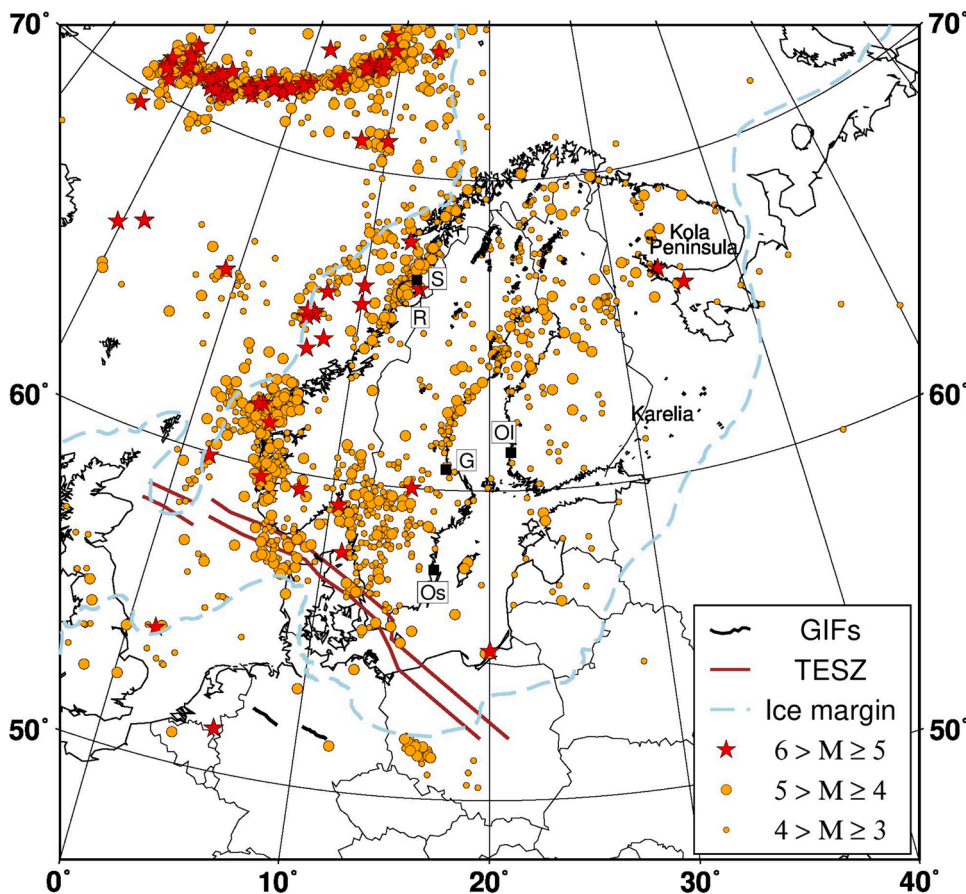 70°
70°
Kola
Peninsula
S
R
60°
60°
Karelia
Ol
G
Os
GIFs
TESZ
Ice margin
6 > M ≥ 5
5 > M ≥ 4
4 > M ≥ 3
50°
50°
0°
10°
20°
30°
40°